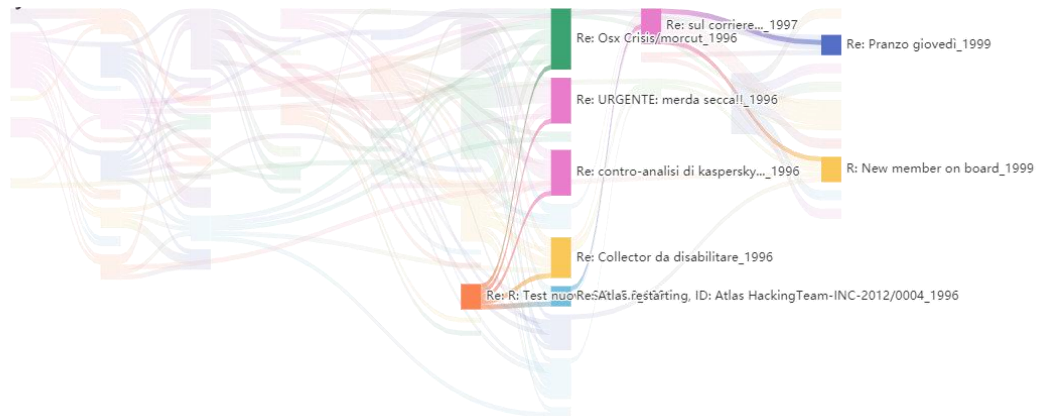 Re: sul corriere..._1997
Re: Osx Crisis/morcut_1996
Re: Pranzo giovedì_1999
Re: URGENTE: merda secca!!_1996
Re: contro-analisi di kaspersky..._1996
R: New member on board_1999
Re: Collector da disabilitare_1996
Re: R: Test nuo
Re: Atlas restarting, ID: Atlas HackingTeam-INC-2012/0004_1996